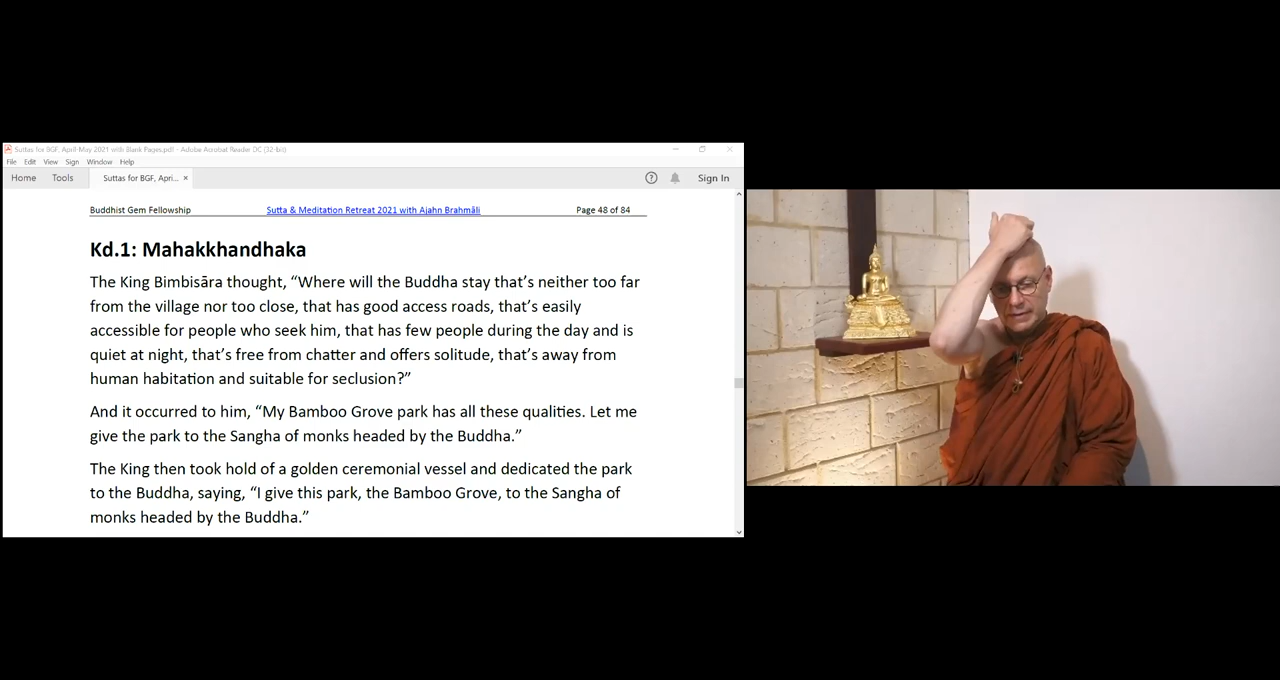 Suttas for BGF, April-May 2021 with Blank Pages.pdf - Adobe Acrobat Reader DC (32-bit)
File Edit View Sign Window Help
Home Tools Suttas for BGF, Apri... × Sign In
Buddhist Gem Fellowship Sutta & Meditation Retreat 2021 with Ajahn Brahmāli Page 48 of 84
Kd.1: Mahakkhandhaka
The King Bimbisāra thought, “Where will the Buddha stay that’s neither too far
from the village nor too close, that has good access roads, that’s easily
accessible for people who seek him, that has few people during the day and is
quiet at night, that’s free from chatter and offers solitude, that’s away from
human habitation and suitable for seclusion?”
And it occurred to him, “My Bamboo Grove park has all these qualities. Let me
give the park to the Sangha of monks headed by the Buddha.”
The King then took hold of a golden ceremonial vessel and dedicated the park
to the Buddha, saying, “I give this park, the Bamboo Grove, to the Sangha of
monks headed by the Buddha.”